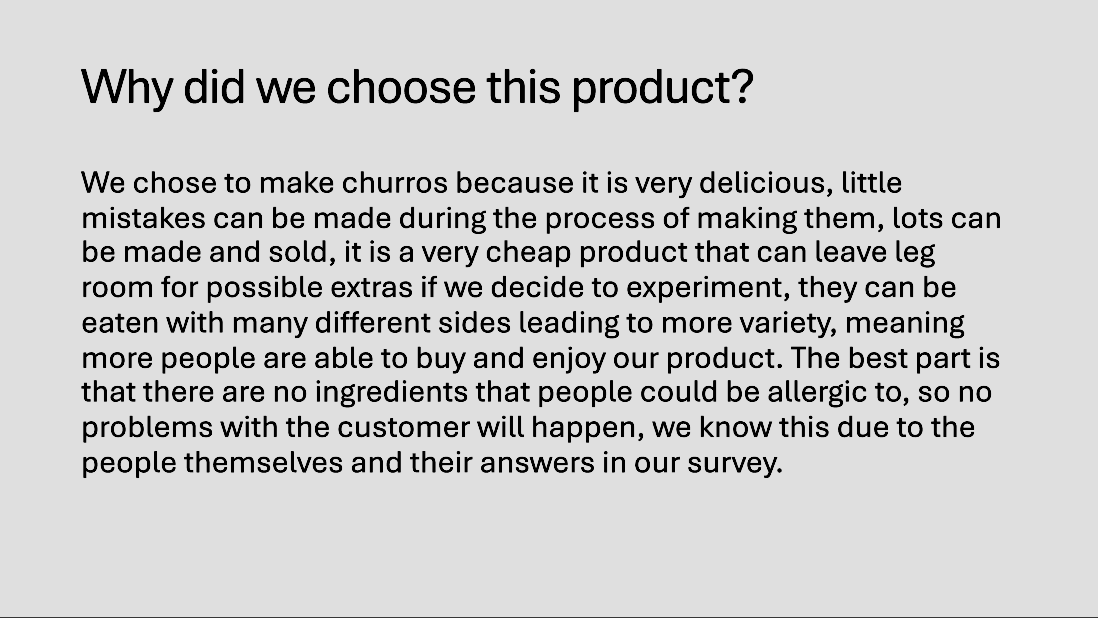 Why did we choose this product?
We chose to make churros because it is very delicious, little
mistakes can be made during the process of making them, lots can
be made and sold, it is a very cheap product that can leave leg
room for possible extras if we decide to experiment, they can be
eaten with many different sides leading to more variety, meaning
more people are able to buy and enjoy our product. The best part is
that there are no ingredients that people could be allergic to, so no
problems with the customer will happen, we know this due to the
people themselves and their answers in our survey.